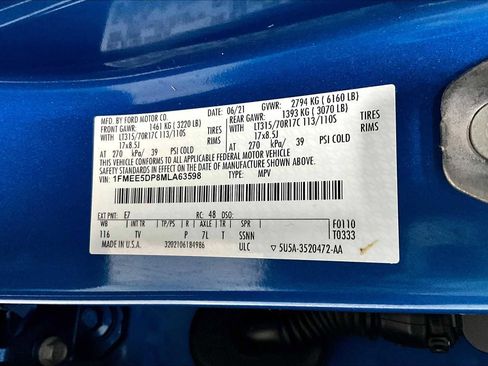 MFD. BY FORD MOTOR CO. 06/21 GVWR: 2794 KG ( 6160 LB)
FRONT GAWR: 1461 KG ( 3220 LB) REAR GAWR: 1393 KG ( 3070 LB)
LT315/70R17C 113/110S TIRES LT315/70R17C 113/110S TIRES
17x8.5J RIMS 17x8.5J RIMS
AT 270 kPa/ 39 PSI COLD AT 270 kPa/ 39 PSI COLD
THIS VEHICLE CONFORMS TO ALL APPLICABLE FEDERAL MOTOR VEHICLE
SAFETY AND THEFT PREVENTION STANDARDS IN EFFECT ON THE DATE OF MANUFACTURE SHOWN ABOVE.
VIN: 1FMEE5DP8MLA63598 TYPE: MPV
EXT PNT: E7 RC: 48 DSO: F0110
WB INT TR TP/PS R AXLE TR SPR T0333
116 TV P 7L T SSNN
MADE IN U.S.A. 3202106184986 ULC 5U5A-3520472-AA